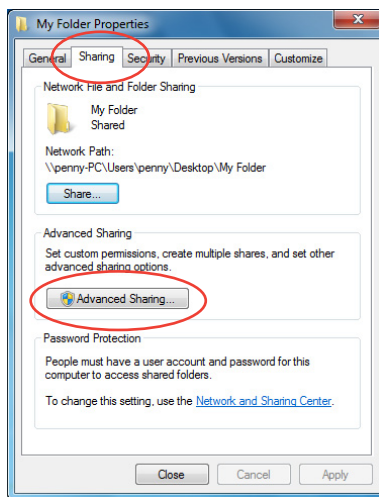 My Folder Properties
General Sharing Security Previous Versions Customize
Network File and Folder Sharing
My Folder
Shared
Network Path:
\\penny-PC\Users\penny\Desktop\My Folder
Share...
Advanced Sharing
Set custom permissions, create multiple shares, and set other
advanced sharing options.
Advanced Sharing...
Password Protection
People must have a user account and password for this
computer to access shared folders.
To change this setting, use the Network and Sharing Center.
Close Cancel Apply